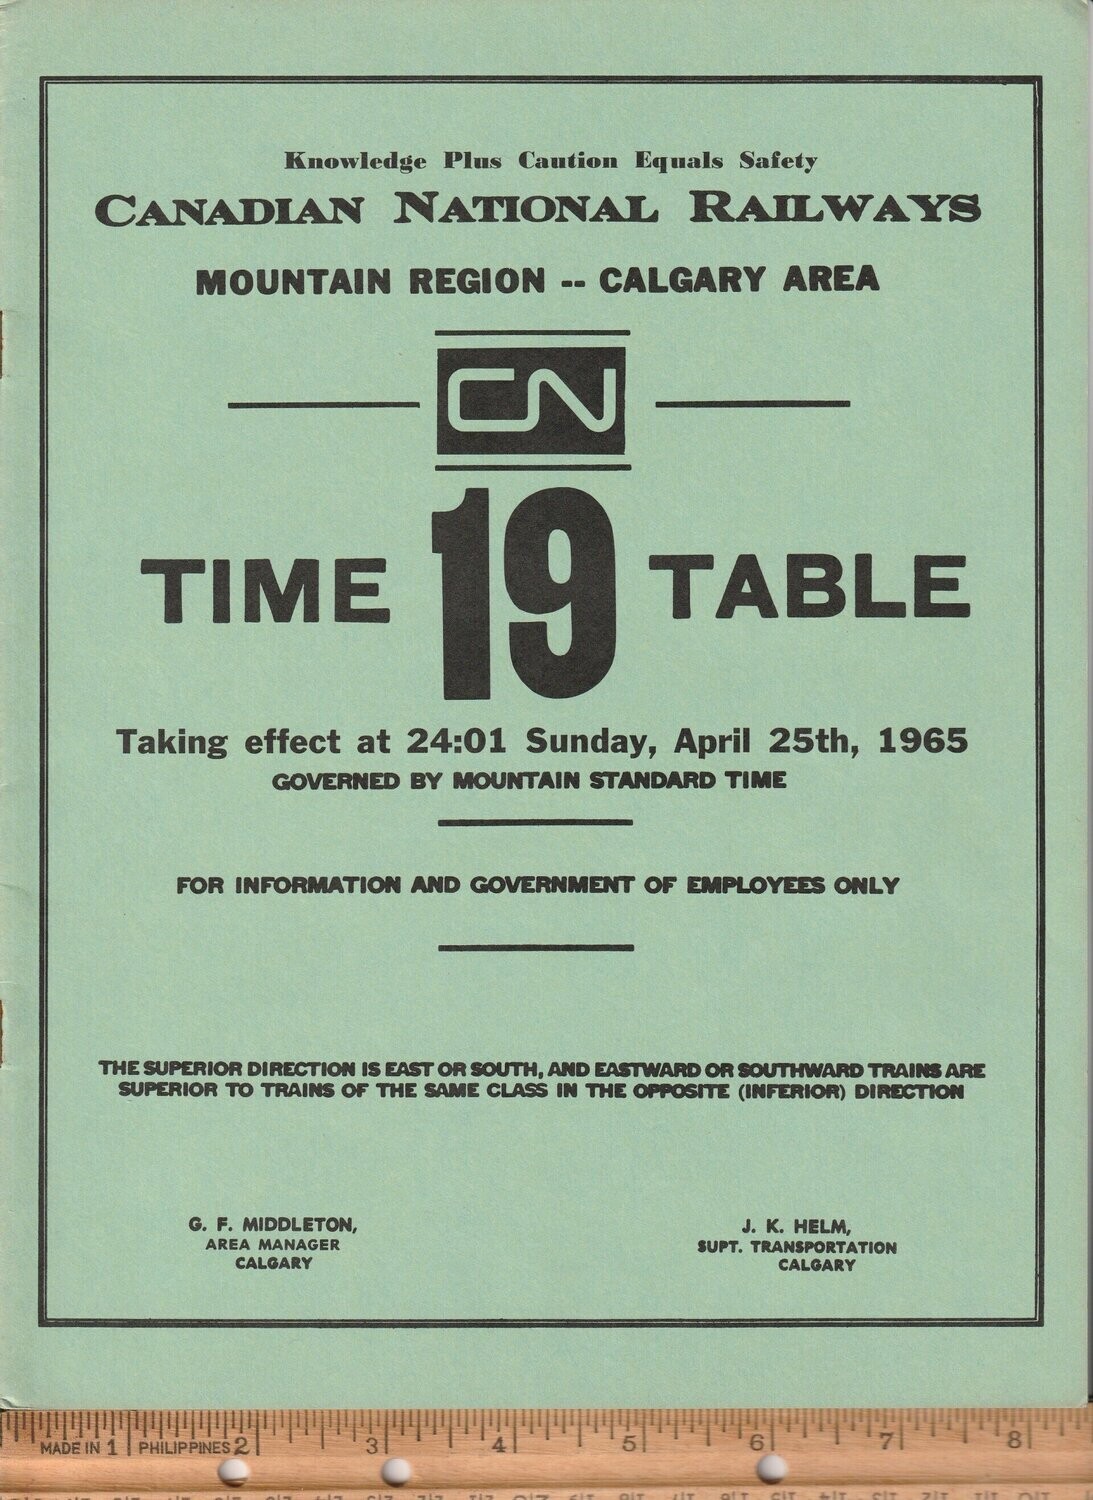 Knowledge Plus Caution Equals Safety
CANADIAN NATIONAL RAILWAYS
MOUNTAIN REGION -- CALGARY AREA
CN
TIME 19 TABLE
Taking effect at 24:01 Sunday, April 25th, 1965
GOVERNED BY MOUNTAIN STANDARD TIME
FOR INFORMATION AND GOVERNMENT OF EMPLOYEES ONLY
THE SUPERIOR DIRECTION IS EAST OR SOUTH, AND EASTWARD OR SOUTHWARD TRAINS ARE
SUPERIOR TO TRAINS OF THE SAME CLASS IN THE OPPOSITE (INFERIOR) DIRECTION
G. F. MIDDLETON,
AREA MANAGER
CALGARY
J. K. HELM,
SUPT. TRANSPORTATION
CALGARY
MADE IN 1 PHILIPPINES 2 3 4 5 6 7 8